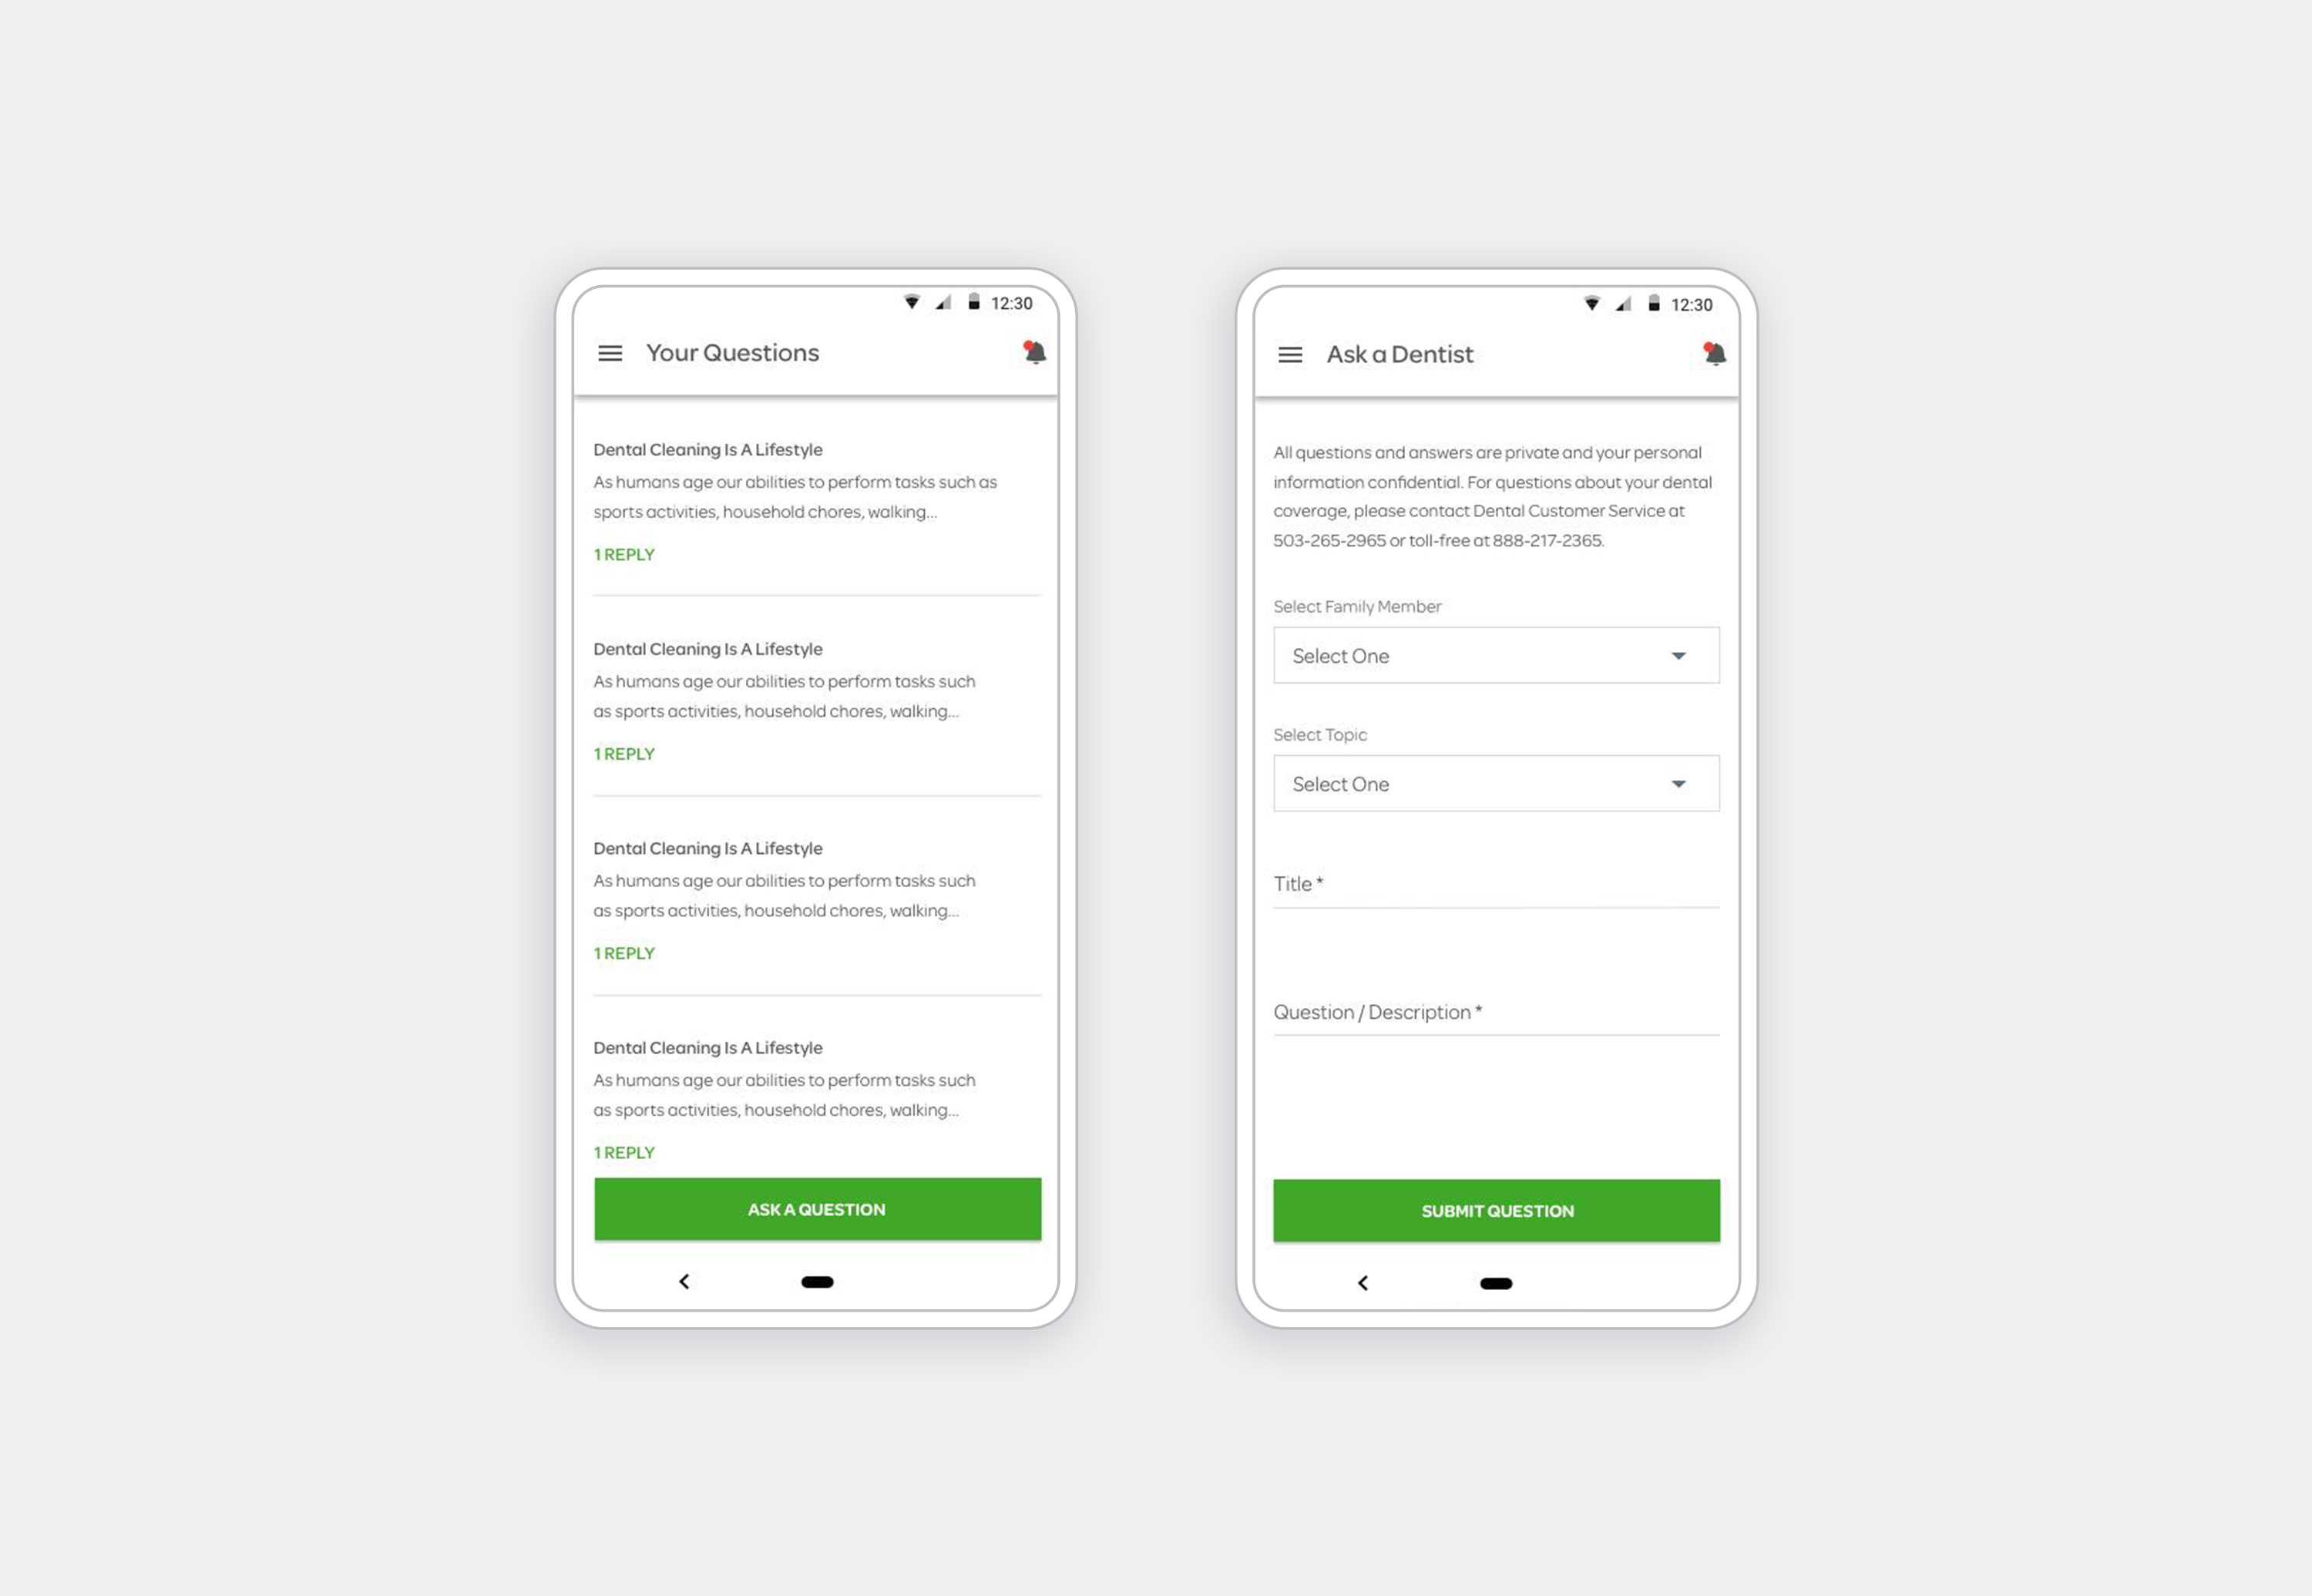 12:30
Your Questions
Dental Cleaning Is A Lifestyle
As humans age our abilities to perform tasks such as
sports activities, household chores, walking...
1 REPLY
Dental Cleaning Is A Lifestyle
As humans age our abilities to perform tasks such
as sports activities, household chores, walking...
1 REPLY
Dental Cleaning Is A Lifestyle
As humans age our abilities to perform tasks such
as sports activities, household chores, walking...
1 REPLY
Dental Cleaning Is A Lifestyle
As humans age our abilities to perform tasks such
as sports activities, household chores, walking...
1 REPLY
ASK A QUESTION
12:30
Ask a Dentist
All questions and answers are private and your personal
information confidential. For questions about your dental
coverage, please contact Dental Customer Service at
503-265-2965 or toll-free at 888-217-2365.
Select Family Member
Select One
Select Topic
Select One
Title *
Question / Description *
SUBMIT QUESTION